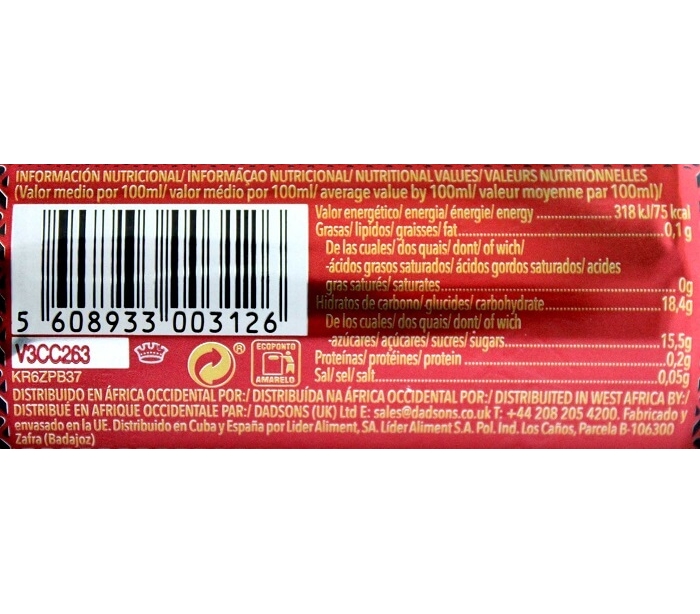 INFORMACIÓN NUTRICIONAL/ INFORMÃÇAO NUTRICIONAL/ NUTRITIONAL VALUES/ VALEURS NUTRITIONNELLES
(Valor medio por 100ml/ valor médio por 100ml/ average value by 100ml/ valeur moyenne par 100ml)/
Valor energético/ energia/ énergie/ energy 318 kJ/75 kcal
Grasas/ lipidos/ graisses/ fat 0,1 g
De las cuales/ dos quais/ dont/ of wich/
-ácidos grasos saturados/ ácidos gordos saturados/ acides
gras saturés/ saturates 0g
Hidratos de carbono/ glucides/ carbohydrate 18,4g
De los cuales/ dos quais/ dont/ of wich
-azúcares/ açúcares/ sucres/ sugars 15,5g
Proteínas/ protéines/ protein 0,2g
Sal/ sel/ salt 0,05g
5 608933 003126
V3CC263
KR6ZPB37
®
ECOPONTO
AMARELO
DISTRIBUIDO EN ÁFRICA OCCIDENTAL POR:/ DISTRIBUÍDA NA ÁFRICA OCCIDENTAL POR:/ DISTRIBUTED IN WEST AFRICA BY:/
DISTRIBUÉ EN AFRIQUE OCCIDENTALE PAR:/ DADSONS (UK) Ltd E: sales@dadsons.co.uk T: +44 208 205 4200. Fabricado y
envasado en la UE. Distribuido en Cuba y España por Lider Aliment, SA. Líder Aliment S.A. Pol. Ind. Los Caños, Parcela B-106300
Zafra (Badajoz)